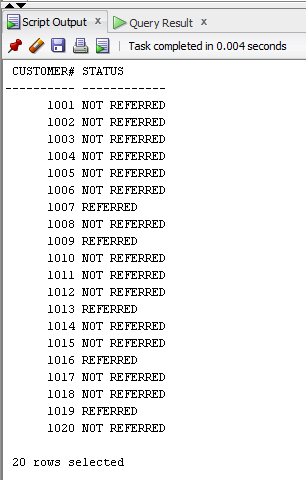 Script Output x Query Result x
Task completed in 0.004 seconds
CUSTOMER# STATUS
---------- ------------
1001 NOT REFERRED
1002 NOT REFERRED
1003 NOT REFERRED
1004 NOT REFERRED
1005 NOT REFERRED
1006 NOT REFERRED
1007 REFERRED
1008 NOT REFERRED
1009 REFERRED
1010 NOT REFERRED
1011 NOT REFERRED
1012 NOT REFERRED
1013 REFERRED
1014 NOT REFERRED
1015 NOT REFERRED
1016 REFERRED
1017 NOT REFERRED
1018 NOT REFERRED
1019 REFERRED
1020 NOT REFERRED
20 rows selected